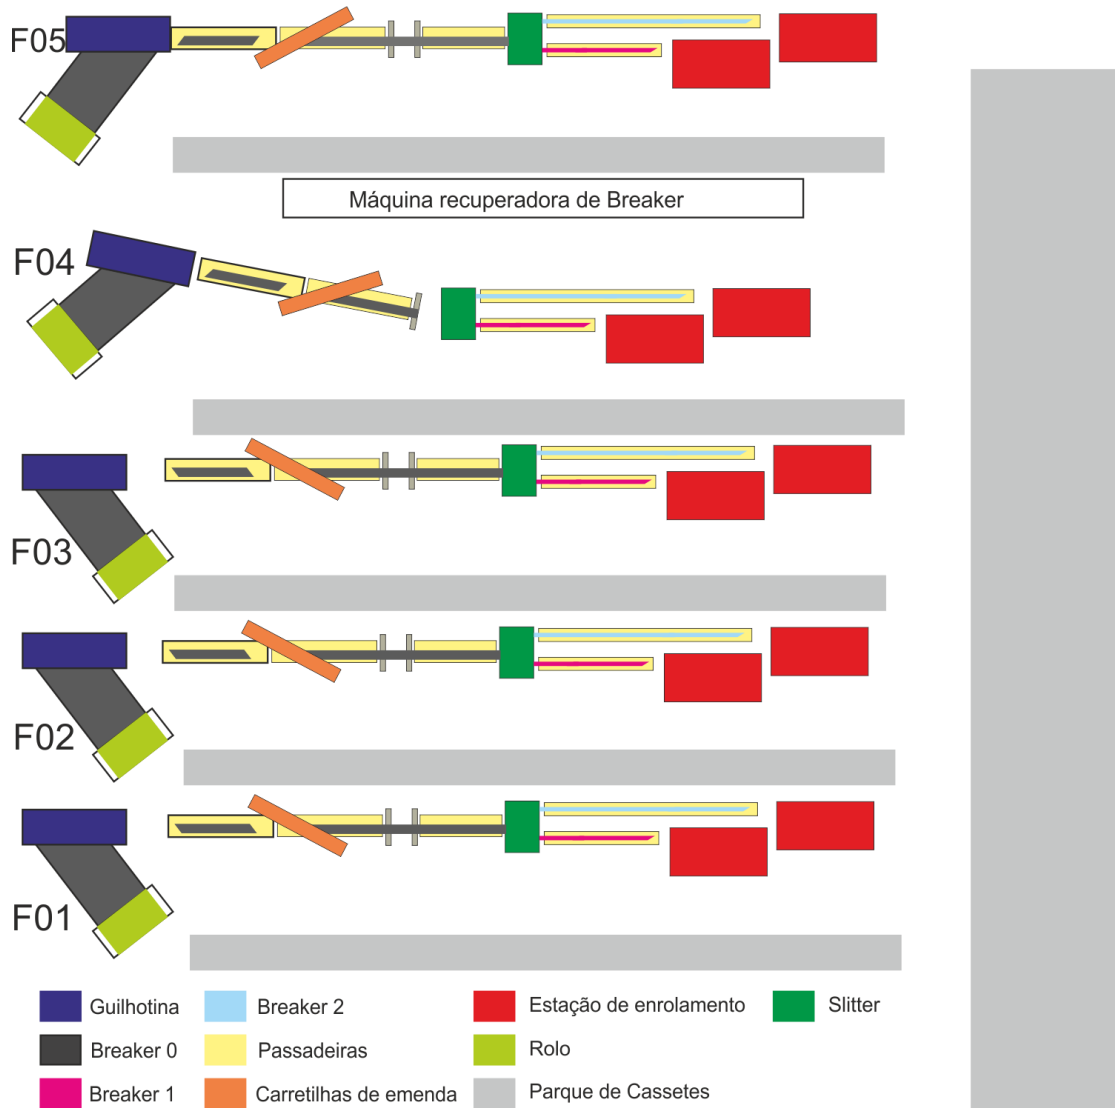 F05
Máquina recuperadora de Breaker
F04
F03
F02
F01
Guilhotina
Breaker 2
Estação de enrolamento
Slitter
Breaker 0
Passadeiras
Rolo
Breaker 1
Carretilhas de emenda
Parque de Cassetes